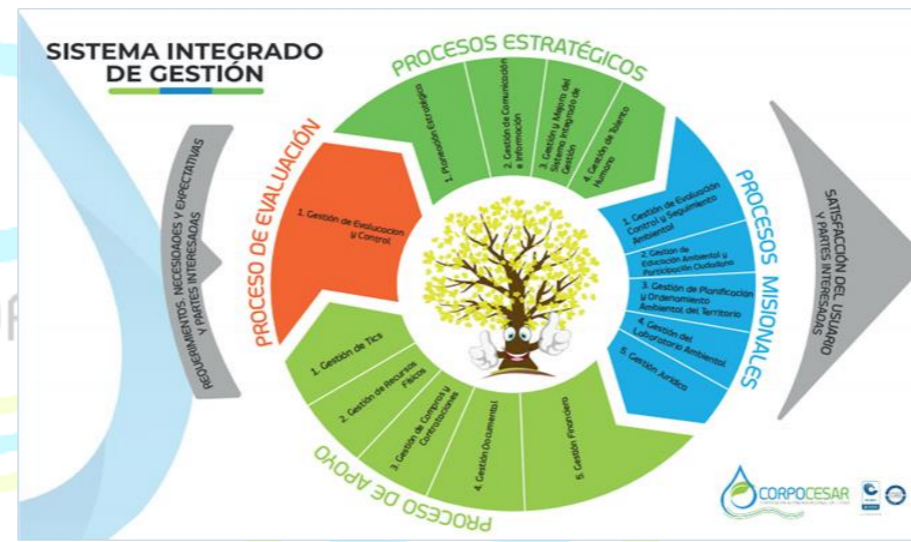 SISTEMA INTEGRADO
DE GESTIÓN
REQUERIMIENTOS, NECESIDADES Y EXPECTATIVAS
Y PARTES INTERESADAS
PROCESOS ESTRATÉGICOS
1. Planeación Estratégica
2. Gestión de Comunicación
e Información
3. Gestión y Mejora del
Sistema Integrado de
Gestión
4. Gestión de Talento
Humano
PROCESOS MISIONALES
1. Gestión de Evaluación
Control y Seguimiento
Ambiental
2. Gestion de
Educación Ambiental y
Participación Ciudadana
3. Gestión de Planificación
y Ordenamiento
Ambiental del Territorio
4. Gestión del
Laboratorio Ambiental
5. Gestión Jurídica
PROCESO DE APOYO
1. Gestión de Tics
2. Gestión de Recursos
Físicos
3. Gestión de Compras y
Contrataciones
4. Gestión Documental
5. Gestión Financiera
PROCESO DE EVALUACIÓN
1. Gestión de Evalucacion
y Control
SATISFACCIÓN DEL USUARIO
Y PARTES INTERESADAS
CORPOCESAR